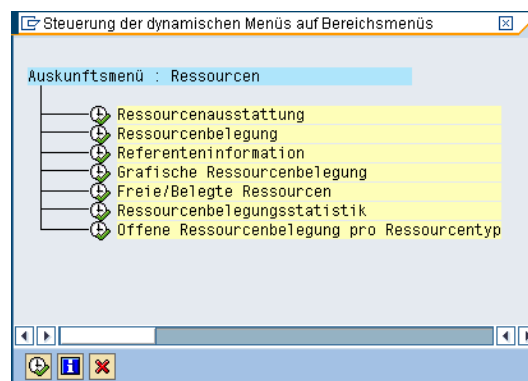 Steuerung der dynamischen Menüs auf Bereichsmenüs
Auskunftsmenü : Ressourcen
Ressourcenausstattung
Ressourcenbelegung
Referenteninformation
Grafische Ressourcenbelegung
Freie/Belegte Ressourcen
Ressourcenbelegungsstatistik
Offene Ressourcenbelegung pro Ressourcentyp